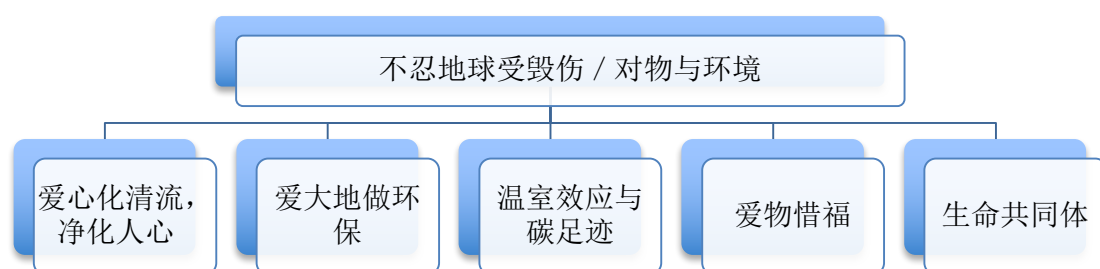 不忍地球受毁伤 / 对物与环境
爱心化清流，
净化人心
爱大地做环
保
温室效应与
碳足迹
爱物惜福
生命共同体